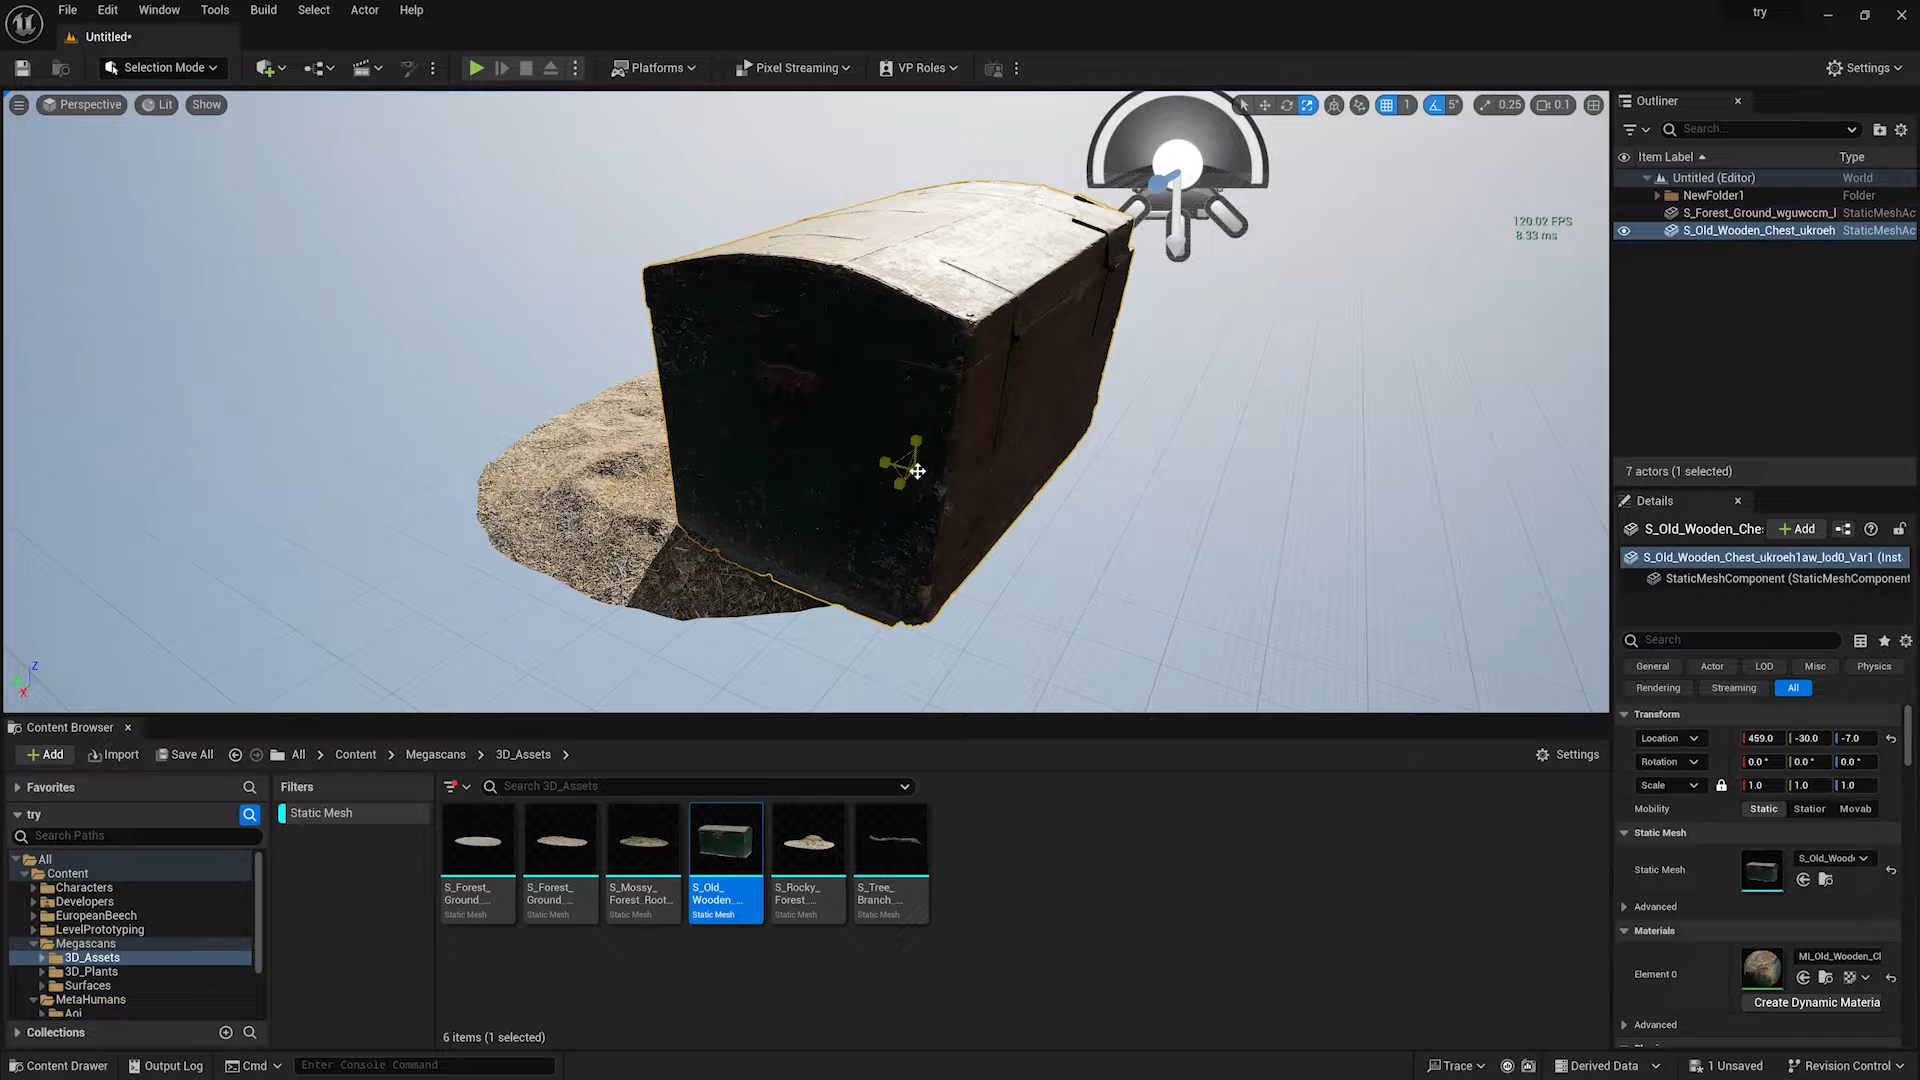 File Edit Window Tools Build Select Actor Help
try
Untitled*
Selection Mode
Platforms
Pixel Streaming
VP Roles
Settings
Perspective
Lit
Show
1
5°
0.25
0.1
120.02 FPS
8.33 ms
Z
X
Outliner
Search...
Item Label
Type
Untitled (Editor)
World
NewFolder1
Folder
S_Forest_Ground_wguwccm_l
StaticMeshAc
S_Old_Wooden_Chest_ukroeh
StaticMeshAc
7 actors (1 selected)
Details
S_Old_Wooden_Che:
Add
S_Old_Wooden_Chest_ukroeh1aw_lod0_Var1 (Inst
StaticMeshComponent (StaticMeshComponent
Search
General
Actor
LOD
Misc
Physics
Rendering
Streaming
All
Transform
Location
459.0
-30.0
-7.0
Rotation
0.0 °
0.0 °
0.0 °
Scale
1.0
1.0
1.0
Mobility
Static
Station
Movab
Static Mesh
Static Mesh
S_Old_Wood
Advanced
Materials
Element 0
MI_Old_Wooden_Cl
Create Dynamic Materia
Advanced
Content Browser
Add
Import
Save All
All
Content
Megascans
3D_Assets
Settings
Favorites
try
Search Paths
All
Content
Characters
Developers
EuropeanBeech
LevelPrototyping
Megascans
3D_Assets
3D_Plants
Surfaces
MetaHumans
Aoi
Collections
Filters
Static Mesh
Search 3D_Assets
S_Forest_
Ground_...
Static Mesh
S_Forest_
Ground_...
Static Mesh
S_Mossy_
Forest_Root...
Static Mesh
S_Old_
Wooden_...
Static Mesh
S_Rocky_
Forest_...
Static Mesh
S_Tree_
Branch_...
Static Mesh
6 items (1 selected)
Content Drawer
Output Log
Cmd
Enter Console Command
Trace
Derived Data
1 Unsaved
Revision Control